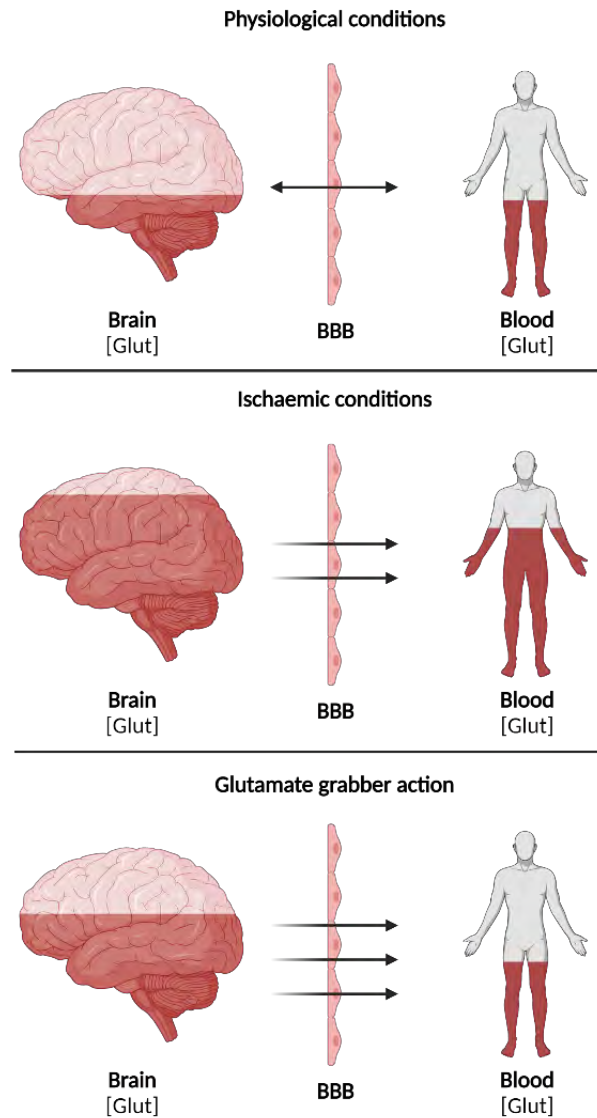 Physiological conditions
Brain
[Glut]
BBB
Blood
[Glut]
Ischaemic conditions
Brain
[Glut]
BBB
Blood
[Glut]
Glutamate grabber action
Brain
[Glut]
BBB
Blood
[Glut]